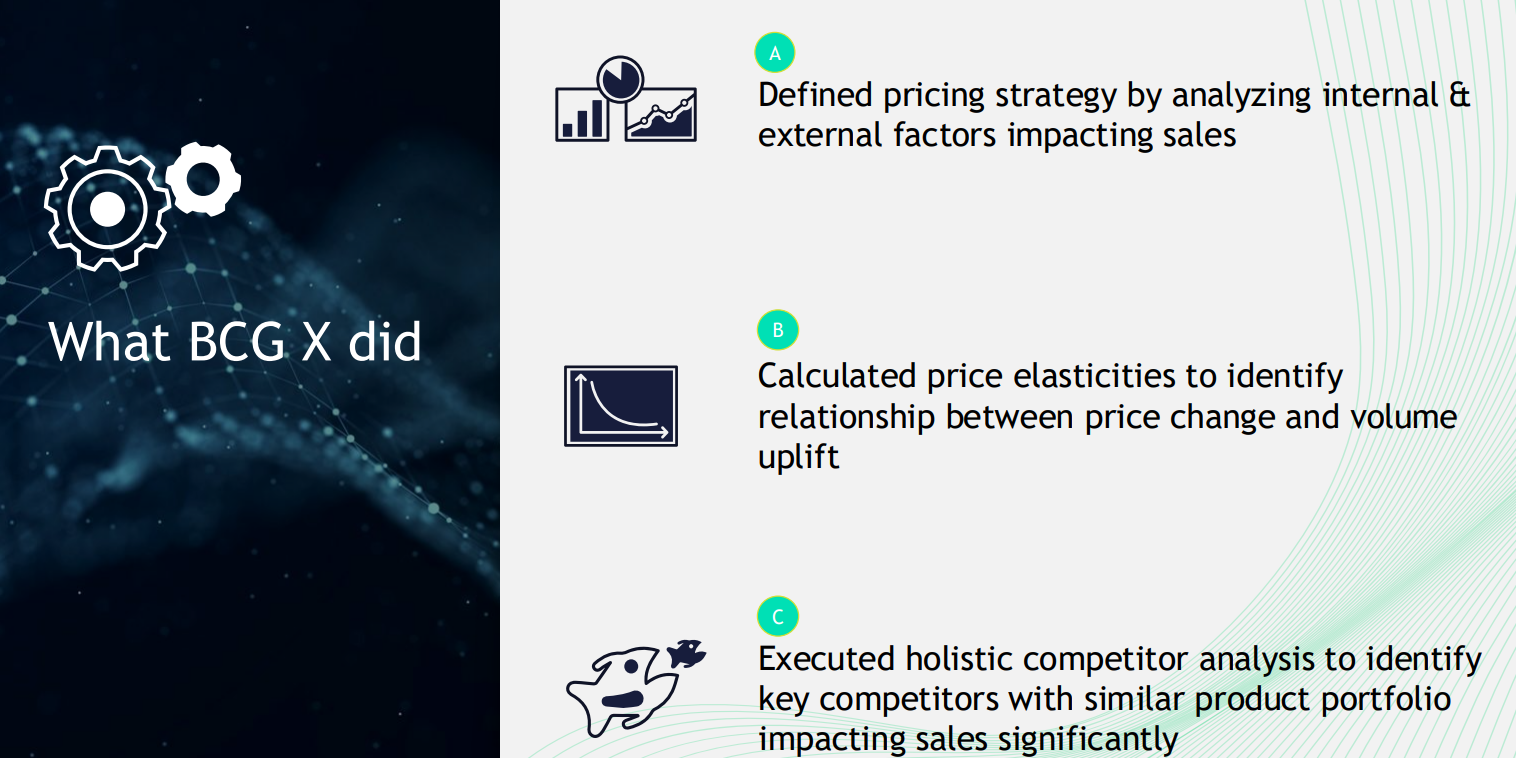 What BCG X did
A
Defined pricing strategy by analyzing internal &
external factors impacting sales
B
Calculated price elasticities to identify
relationship between price change and volume
uplift
C
Executed holistic competitor analysis to identify
key competitors with similar product portfolio
impacting sales significantly